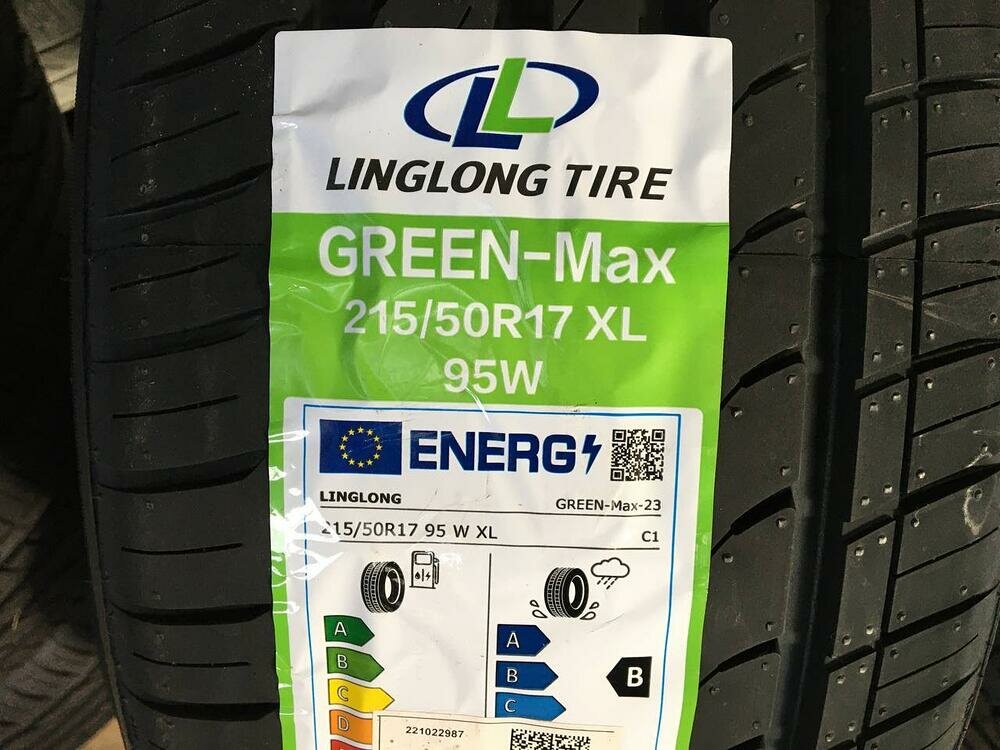 LL
LINGLONG TIRE
GREEN-Max
215/50R17 XL
95W
ENERG
LINGLONG GREEN-Max-23
215/50R17 95 W XL C1
A A
B B B
C C
D
221022987